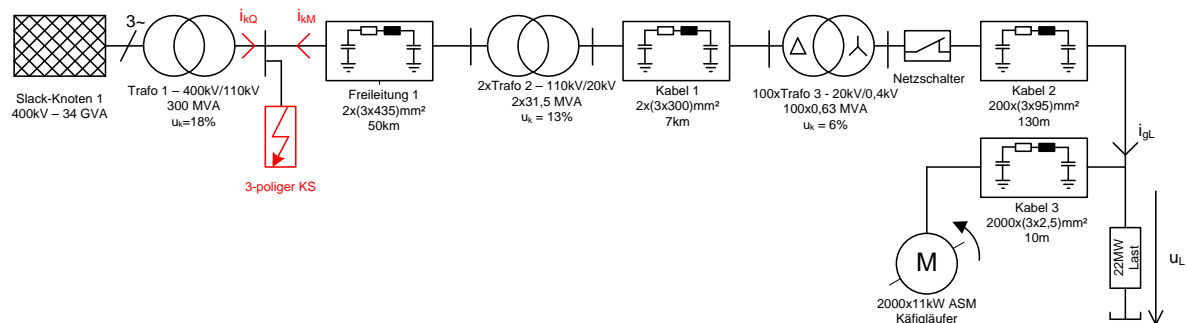 3~
i_kQ
i_kM
Slack-Knoten 1
400kV – 34 GVA
Trafo 1 – 400kV/110kV
300 MVA
u_k=18%
3-poliger KS
Freileitung 1
2x(3x435)mm²
50km
2xTrafo 2 – 110kV/20kV
2x31,5 MVA
u_k = 13%
Kabel 1
2x(3x300)mm²
7km
100xTrafo 3 - 20kV/0,4kV
100x0,63 MVA
u_k = 6%
Netzschalter
Kabel 2
200x(3x95)mm²
130m
i_gL
Kabel 3
2000x(3x2,5)mm²
10m
M
2000x11kW ASM
Käfigläufer
22MW
Last
u_L